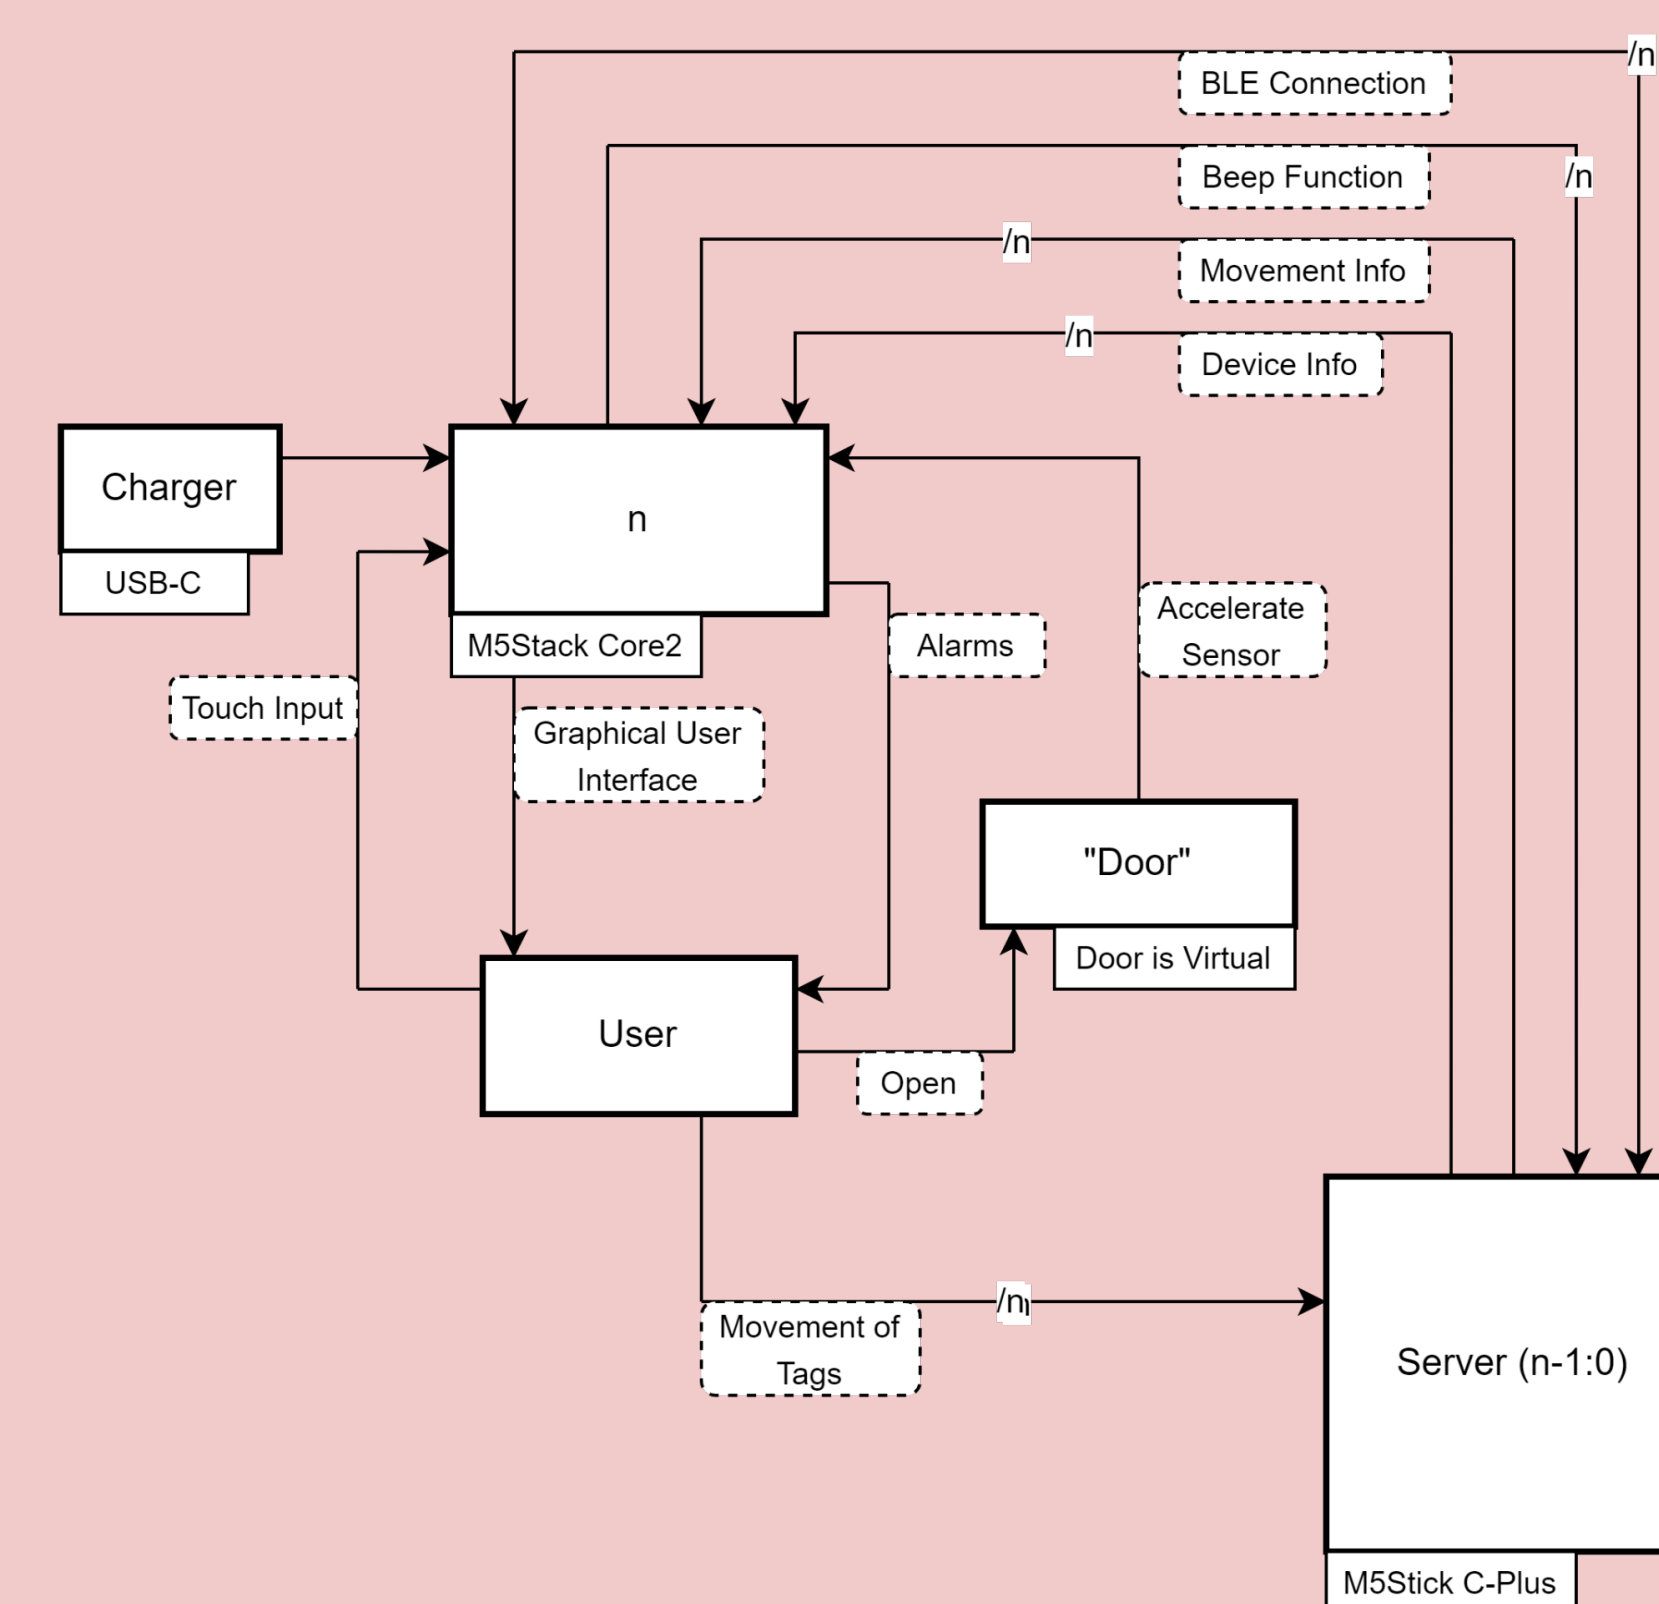 /n
BLE Connection
Beep Function
/n
/n
Movement Info
/n
Device Info
Charger
n
USB-C
Accelerate
Sensor
M5Stack Core2
Alarms
Touch Input
Graphical User
Interface
"Door"
Door is Virtual
User
Open
/n
Movement of
Tags
Server (n-1:0)
M5Stick C-Plus